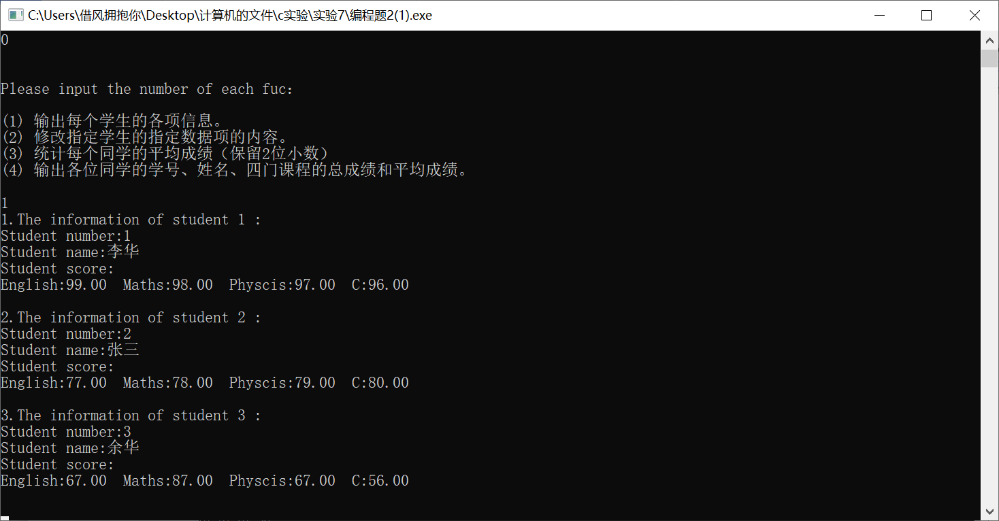 C:\Users\借风拥抱你\Desktop\计算机的文件\c实验\实验7\编程题2(1).exe
0
Please input the number of each fuc:
(1) 输出每个学生的各项信息。
(2) 修改指定学生的指定数据项的内容。
(3) 统计每个同学的平均成绩（保留2位小数）
(4) 输出各位同学的学号、姓名、四门课程的总成绩和平均成绩。
1
1.The information of student 1 :
Student number:1
Student name:李华
Student score:
English:99.00  Maths:98.00  Physcis:97.00  C:96.00
2.The information of student 2 :
Student number:2
Student name:张三
Student score:
English:77.00  Maths:78.00  Physcis:79.00  C:80.00
3.The information of student 3 :
Student number:3
Student name:余华
Student score:
English:67.00  Maths:87.00  Physcis:67.00  C:56.00